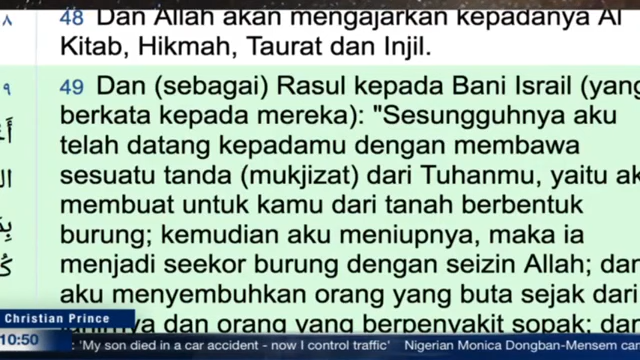 48 Dan Allah akan mengajarkan kepadanya Al
Kitab, Hikmah, Taurat dan Injil.
49 Dan (sebagai) Rasul kepada Bani Israil (yang
berkata kepada mereka): "Sesungguhnya aku
telah datang kepadamu dengan membawa
sesuatu tanda (mukjizat) dari Tuhanmu, yaitu ak
membuat untuk kamu dari tanah berbentuk
burung; kemudian aku meniupnya, maka ia
menjadi seekor burung dengan seizin Allah; dan
aku menyembuhkan orang yang buta sejak dari
dan orang yang berpenyakit sopak; dan
Christian Prince
10:50
: 'My son died in a car accident - now I control traffic' Nigerian Monica Dongban-Mensem can